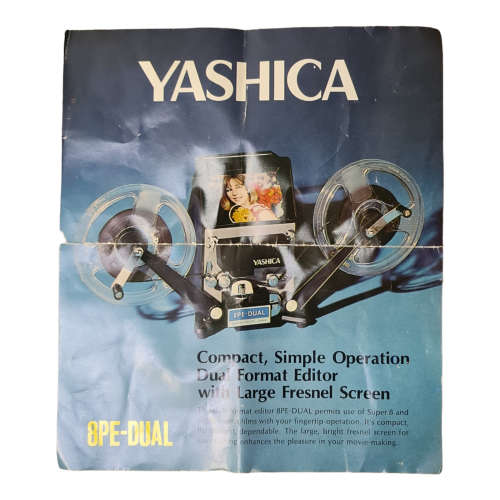 YASHICA
YASHICA
8PE-DUAL
Compact, Simple Operation
Dual Format Editor
with Large Fresnel Screen
format editor 8PE-DUAL permits use of Super 8 and
films with your fingertip operation. It's compact,
dependable. The large, bright fresnel screen for
enhances the pleasure in your movie-making.
8PE-DUAL